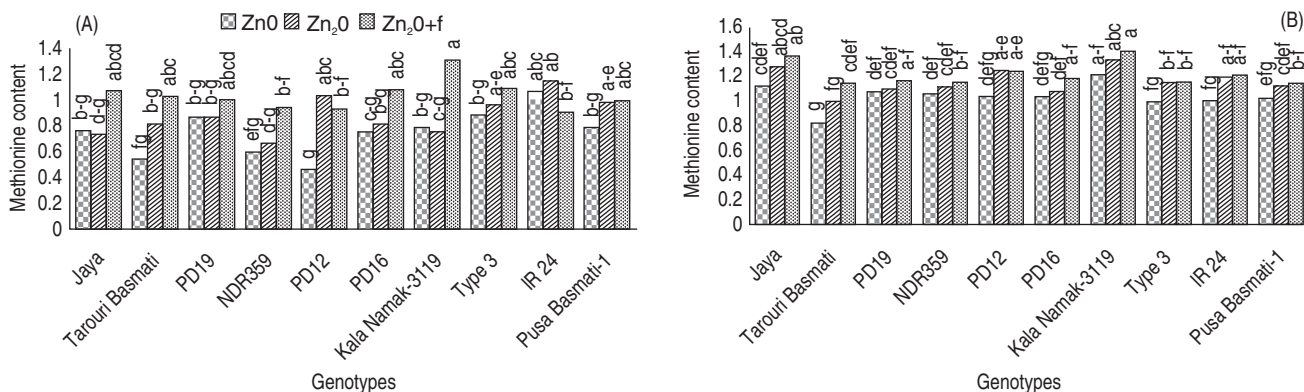 (A)
Zn0 Zn₂0 Zn₂0+f
Methionine content
1.4
1.2
1
0.8
0.6
0.4
0.2
0
b-g d-g abcd
fg b-g abc
b-g b-g abcd
efg d-g b-f
g abc b-f
c-g b-g abc
b-g c-g a
b-g a-e abc
abc ab b-f
b-g a-e abc
Jaya
Tarouri Basmati
PD19
NDR359
PD12
PD16
Kala Namak-3119
Type 3
IR 24
Pusa Basmati-1
Genotypes
(B)
Methionine content
1.6
1.4
1.2
1
0.8
0.6
0.4
0.2
0
cdef abcd ab
g fg cdef
def cdef a-f
def cdef b-f
defg a-e a-e
defg cdef a-f
a-f abc a
fg b-f b-f
fg a-f a-f
efg cdef b-f
Jaya
Tarouri Basmati
PD19
NDR359
PD12
PD16
Kala Namak-3119
Type 3
IR 24
Pusa Basmati-1
Genotypes